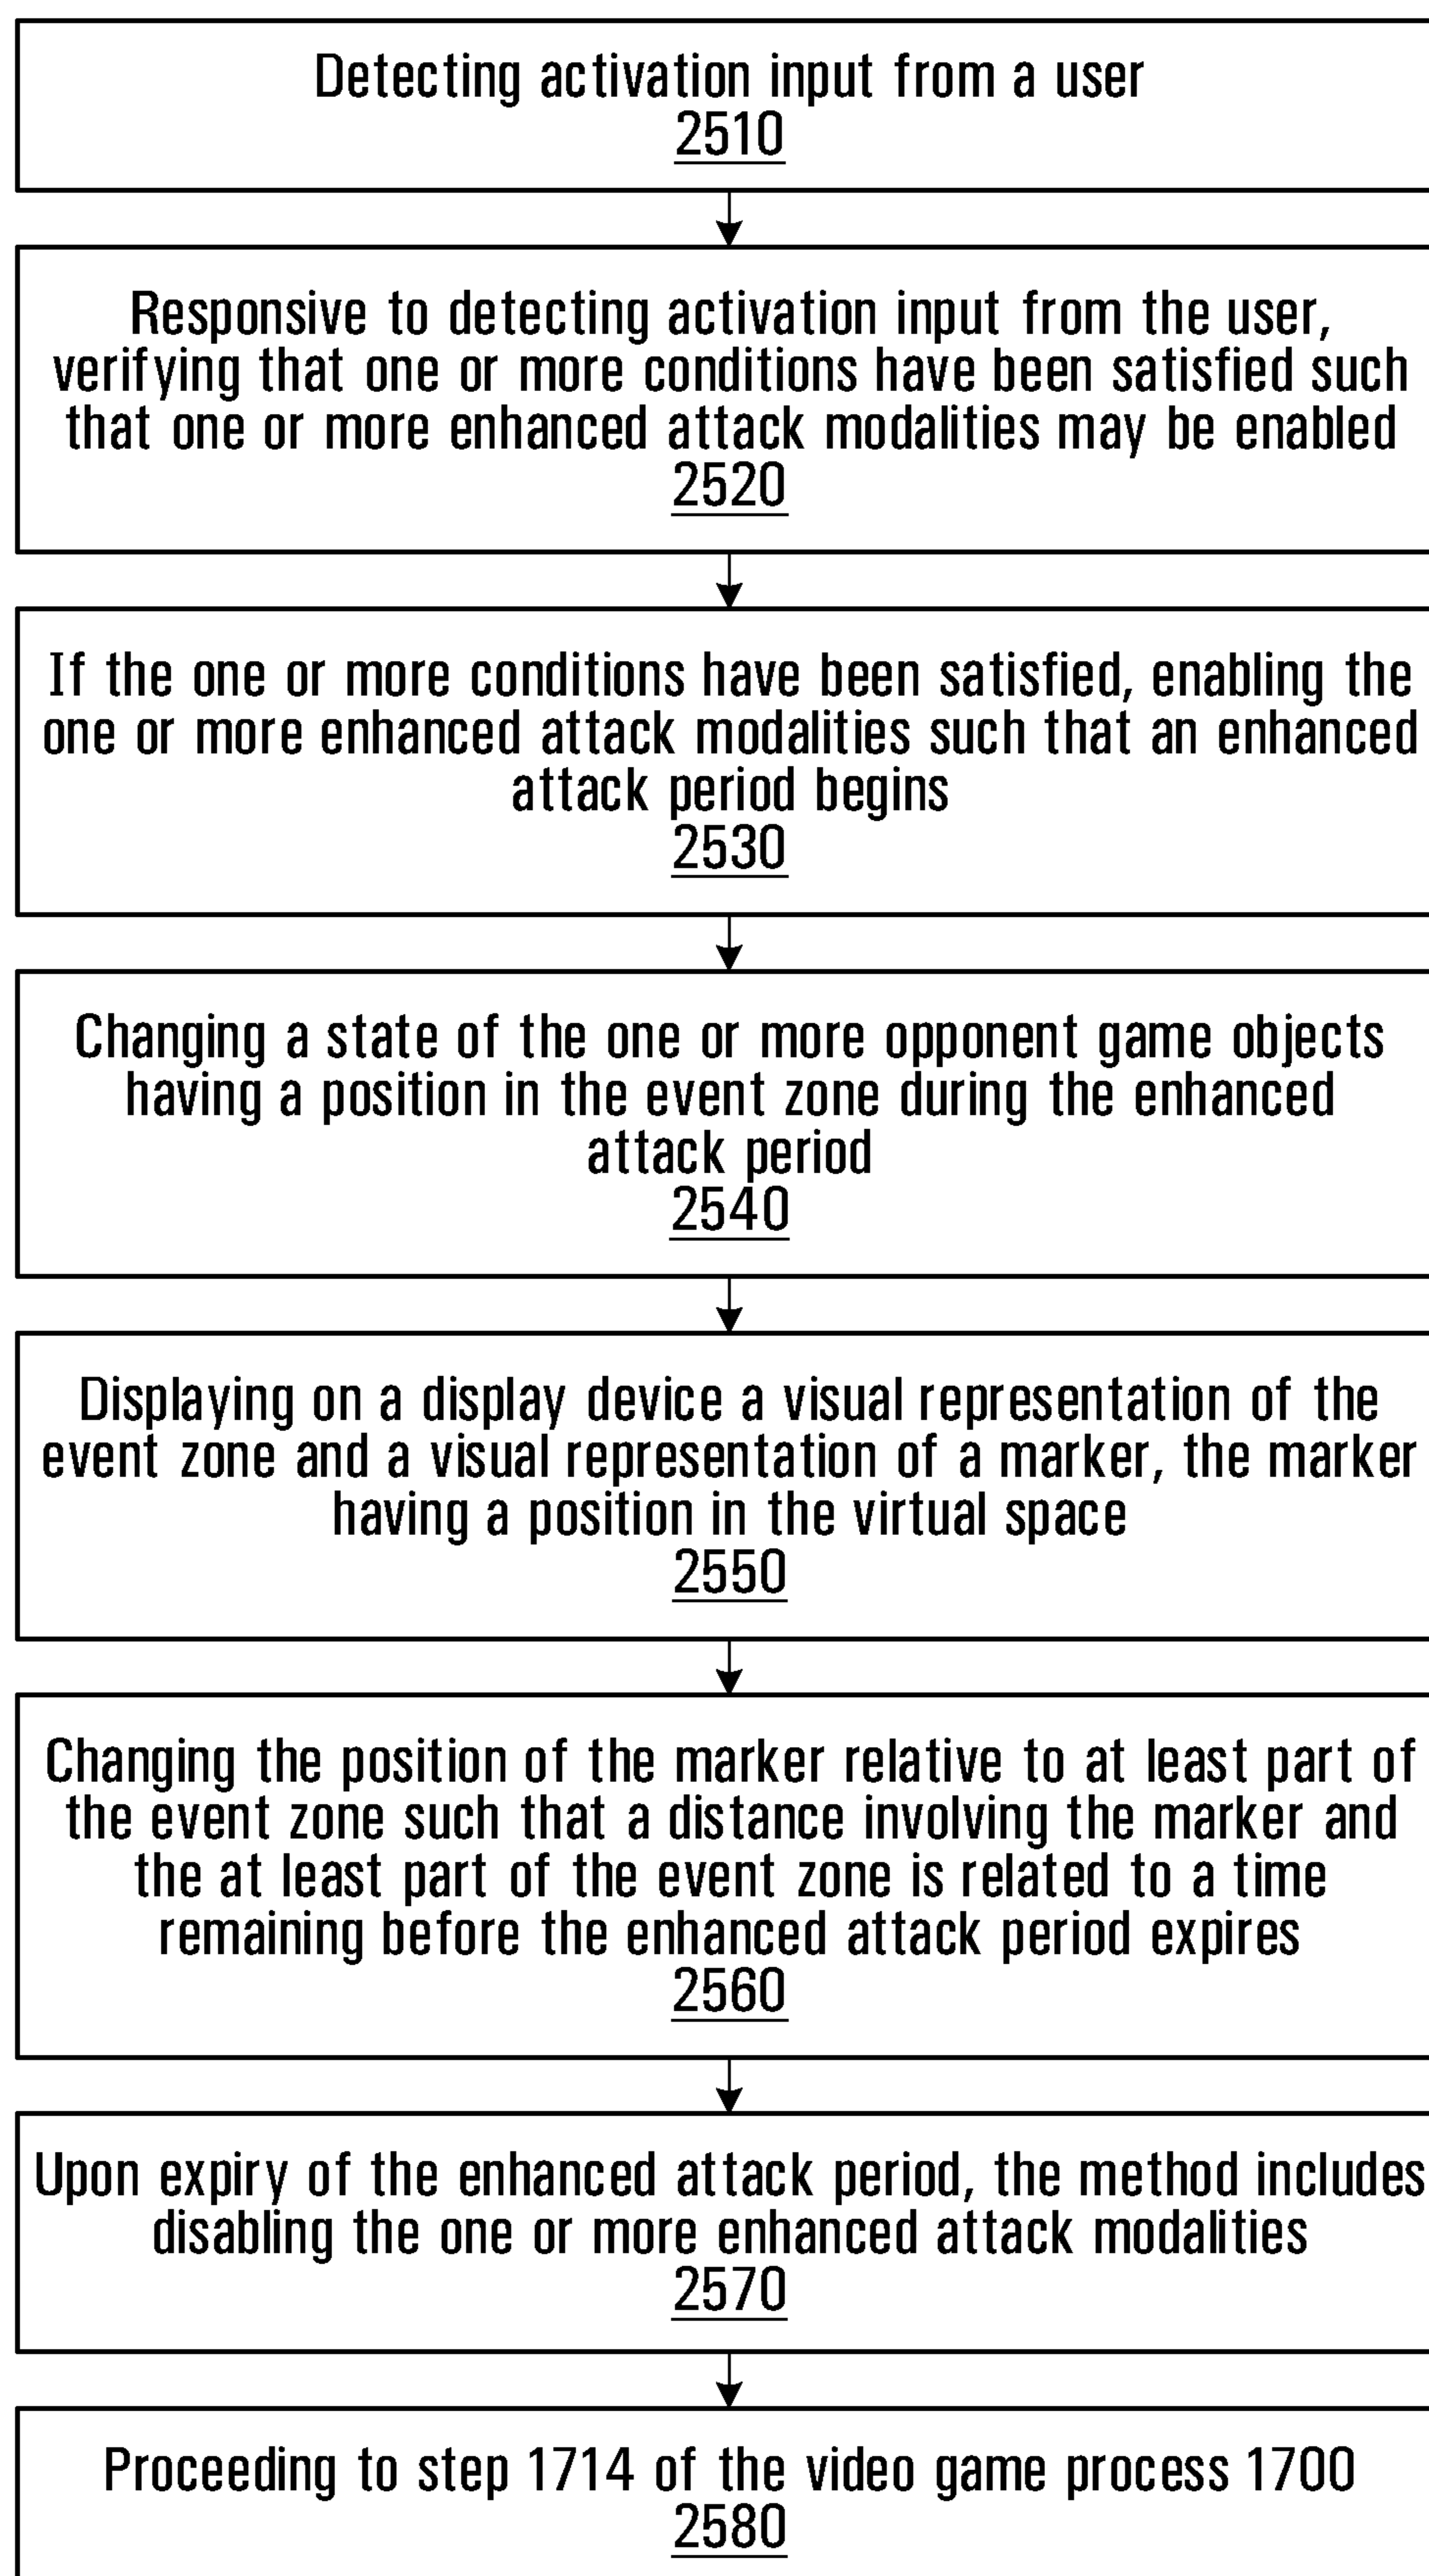 Detecting activation input from a user
2510
Responsive to detecting activation input from the user,
verifying that one or more conditions have been satisfied such
that one or more enhanced attack modalities may be enabled
2520
If the one or more conditions have been satisfied, enabling the
one or more enhanced attack modalities such that an enhanced
attack period begins
2530
Changing a state of the one or more opponent game objects
having a position in the event zone during the enhanced
attack period
2540
Displaying on a display device a visual representation of the
event zone and a visual representation of a marker, the marker
having a position in the virtual space
2550
Changing the position of the marker relative to at least part of
the event zone such that a distance involving the marker and
the at least part of the event zone is related to a time
remaining before the enhanced attack period expires
2560
Upon expiry of the enhanced attack period, the method includes
disabling the one or more enhanced attack modalities
2570
Proceeding to step 1714 of the video game process 1700
2580